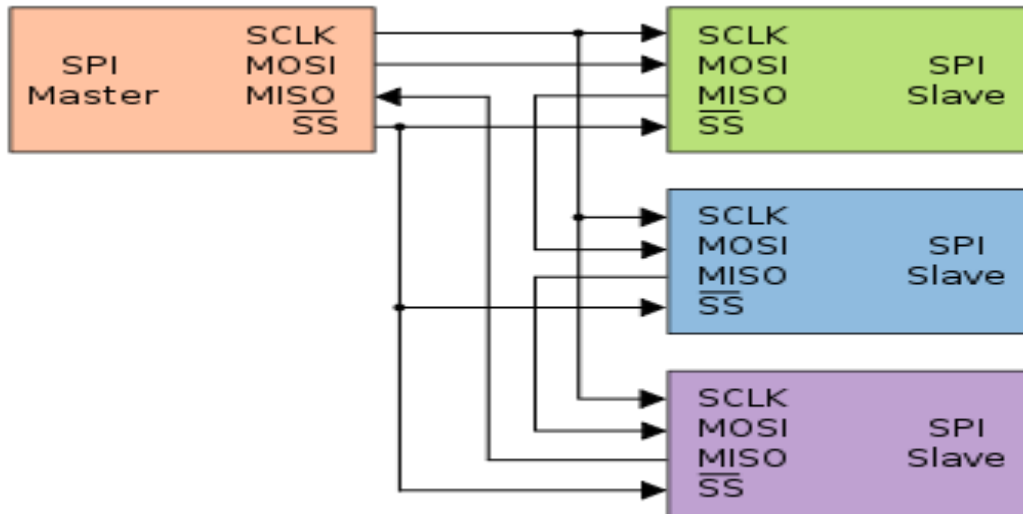 SPI
Master
SCLK
MOSI
MISO
SS
SCLK
MOSI
MISO
SS
SPI
Slave
SCLK
MOSI
MISO
SS
SPI
Slave
SCLK
MOSI
MISO
SS
SPI
Slave